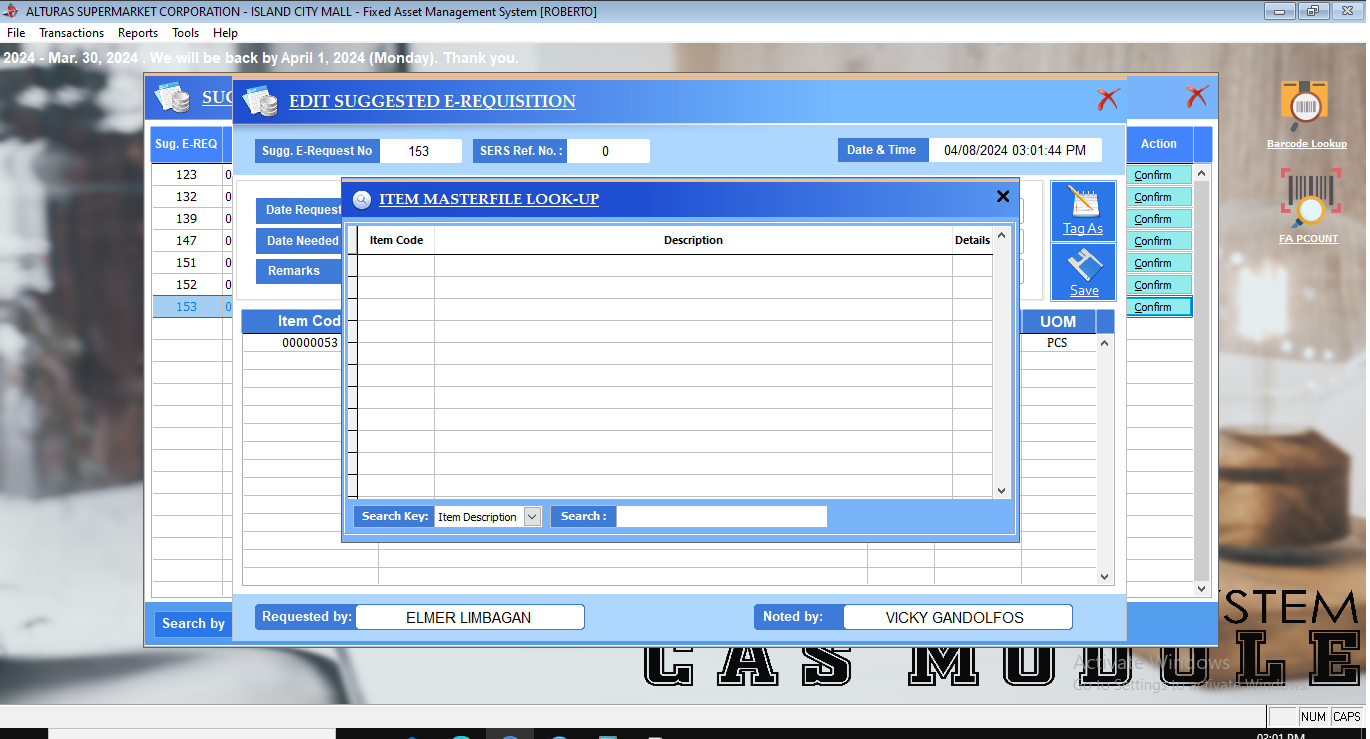 ALTURAS SUPERMARKET CORPORATION - ISLAND CITY MALL - Fixed Asset Management System [ROBERTO]
File Transactions Reports Tools Help
2024 - Mar. 30, 2024 . We will be back by April 1, 2024 (Monday). Thank you.
SUG
EDIT SUGGESTED E-REQUISITION
Barcode Lookup
FA PCOUNT
Sugg. E-Request No 153 SERS Ref. No. : 0 Date & Time 04/08/2024 03:01:44 PM
Sug. E-REQ
Action
123 0 Confirm
132 0 Confirm
139 0 Confirm
147 0 Confirm
151 0 Confirm
152 0 Confirm
153 0 Confirm
Date Request
Date Needed
Remarks
Tag As
Save
ITEM MASTERFILE LOOK-UP
Item Code Description Details
Item Cod UOM
00000053 PCS
Search Key: Item Description Search :
Requested by: ELMER LIMBAGAN Noted by: VICKY GANDOLFOS
Search by
YSTEM
CAS MODULE
Activate Windows
Go to Settings to activate Windows.
NUM CAPS
03:01 PM